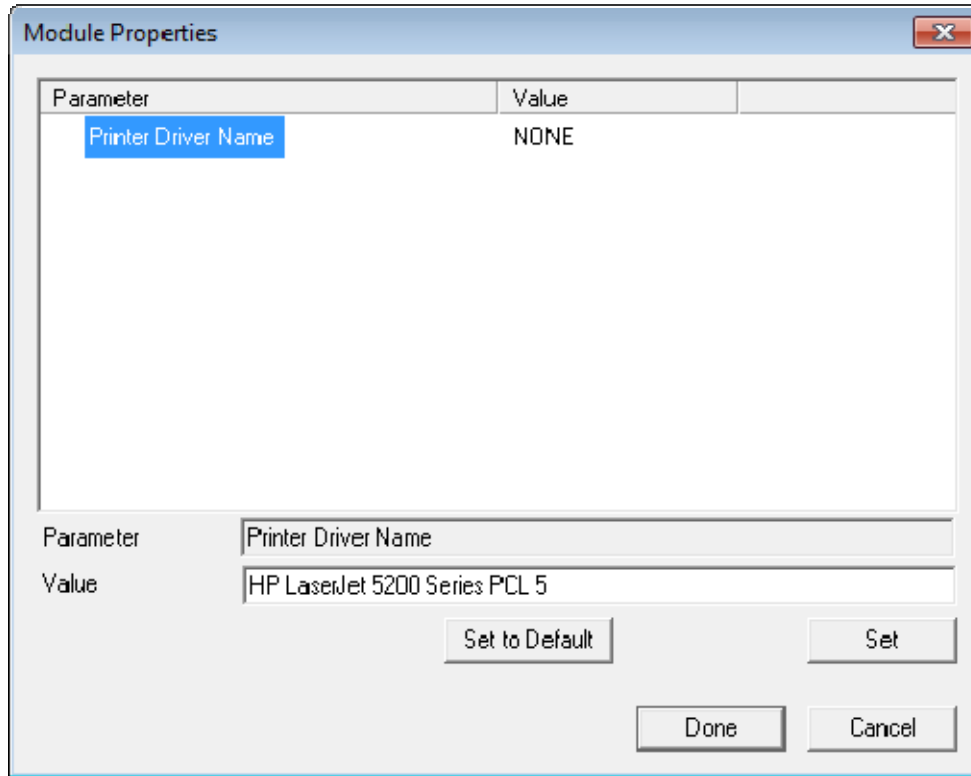 Module Properties
Parameter Value
Printer Driver Name NONE
Parameter Printer Driver Name
Value HP LaserJet 5200 Series PCL 5
Set to Default Set
Done Cancel